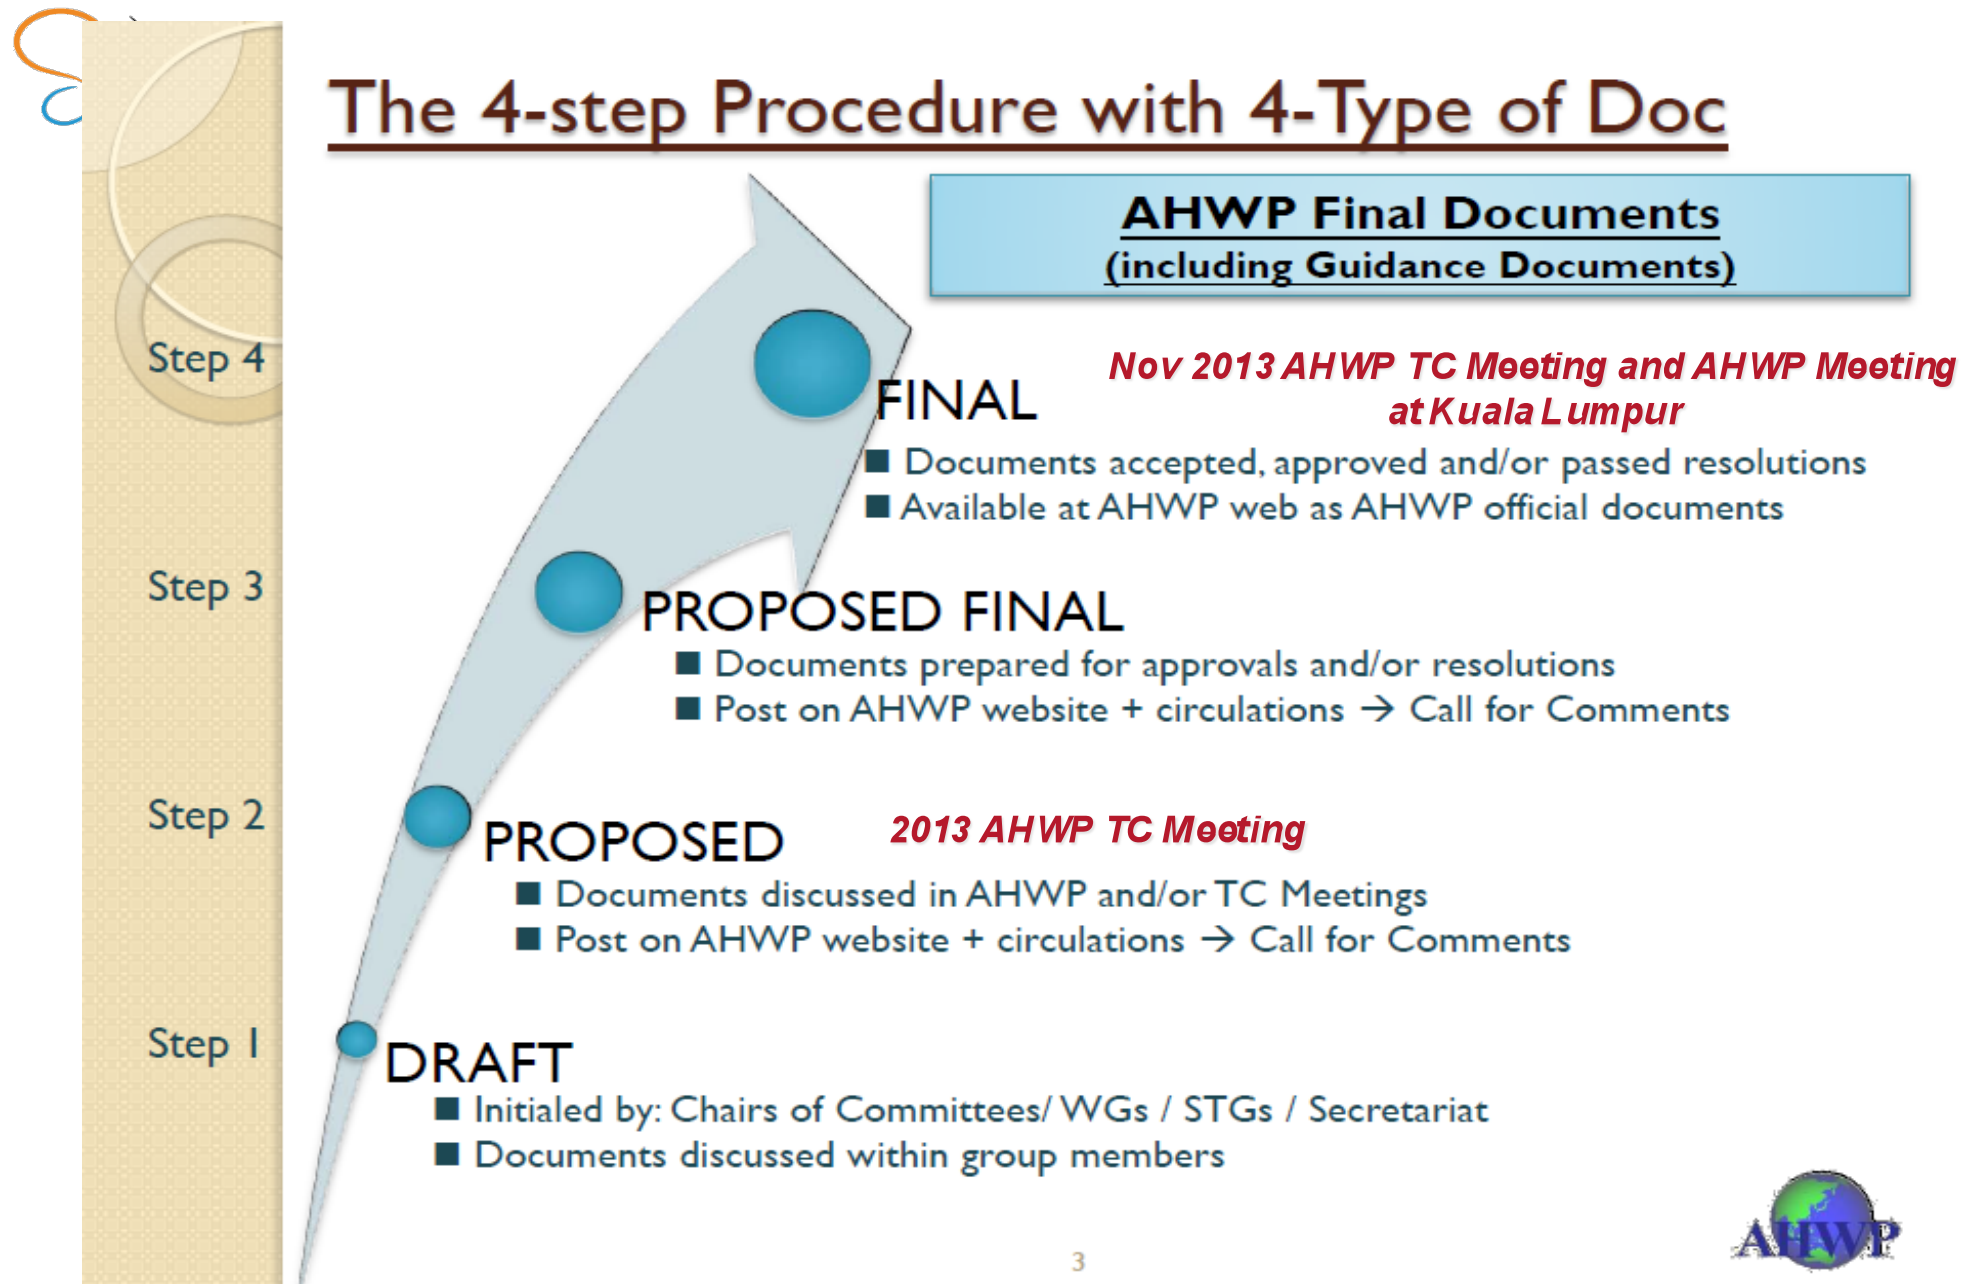 The 4-step Procedure with 4-Type of Doc
AHWP Final Documents
(including Guidance Documents)
Step 4
FINAL
Nov 2013 AHWP TC Meeting and AHWP Meeting
at Kuala Lumpur
■ Documents accepted, approved and/or passed resolutions
■ Available at AHWP web as AHWP official documents
Step 3
PROPOSED FINAL
■ Documents prepared for approvals and/or resolutions
■ Post on AHWP website + circulations → Call for Comments
Step 2
PROPOSED
2013 AHWP TC Meeting
■ Documents discussed in AHWP and/or TC Meetings
■ Post on AHWP website + circulations → Call for Comments
Step 1
DRAFT
■ Initialed by: Chairs of Committees/ WGs / STGs / Secretariat
■ Documents discussed within group members
AHWP
3